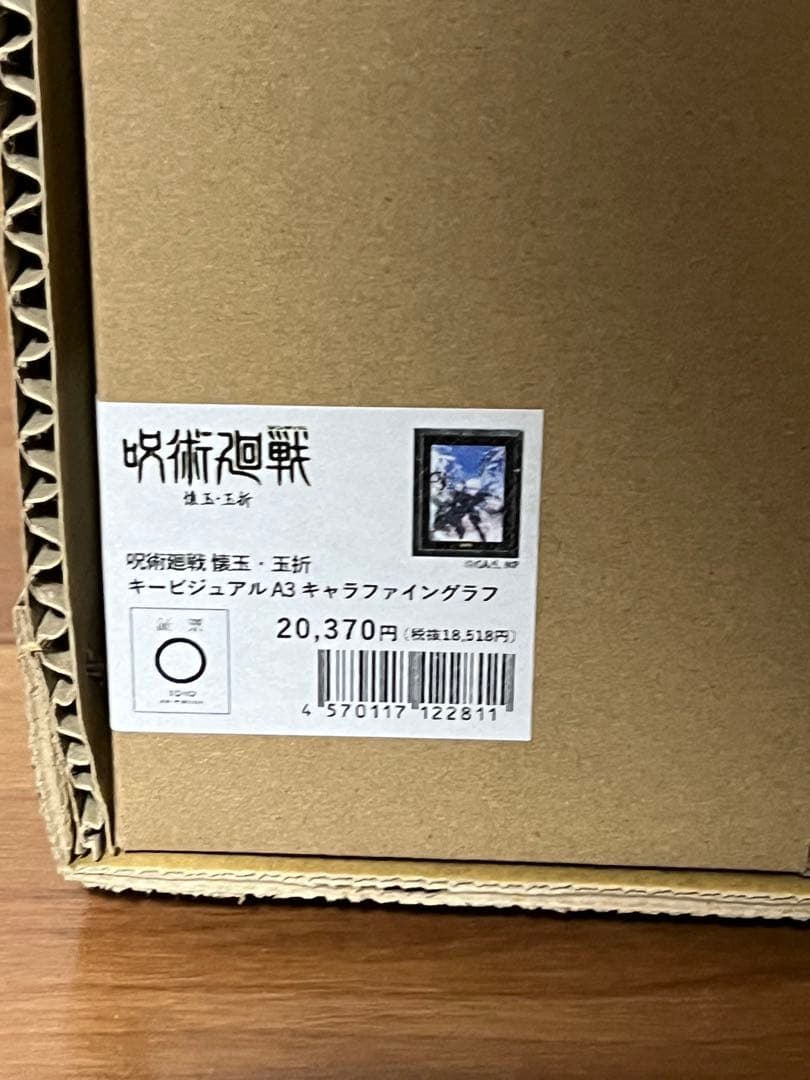 呪術廻戦
懐玉・玉折
呪術廻戦 懐玉・玉折
キービジュアル A3 キャラファイングラフ
20,370円(税抜18,518円)
4 570117 122811